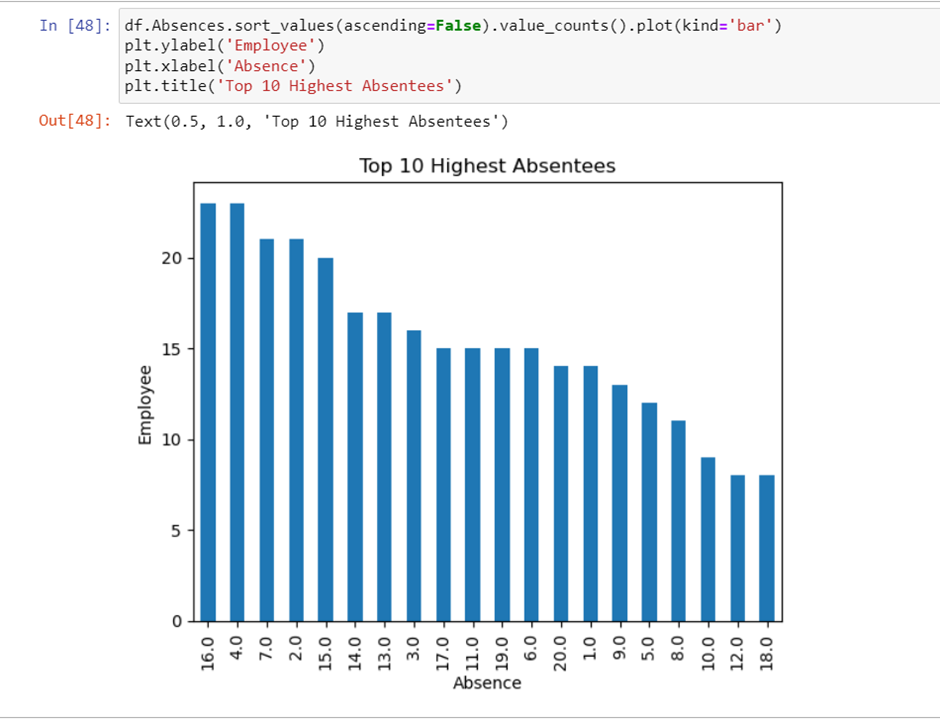 In [48]: df.Absences.sort_values(ascending=False).value_counts().plot(kind='bar')
plt.ylabel('Employee')
plt.xlabel('Absence')
plt.title('Top 10 Highest Absentees')
Out[48]: Text(0.5, 1.0, 'Top 10 Highest Absentees')
Top 10 Highest Absentees
20
15
10
5
0
Employee
16.0 4.0 7.0 2.0 15.0 14.0 13.0 3.0 17.0 11.0 19.0 6.0 20.0 1.0 9.0 5.0 8.0 10.0 12.0 18.0
Absence